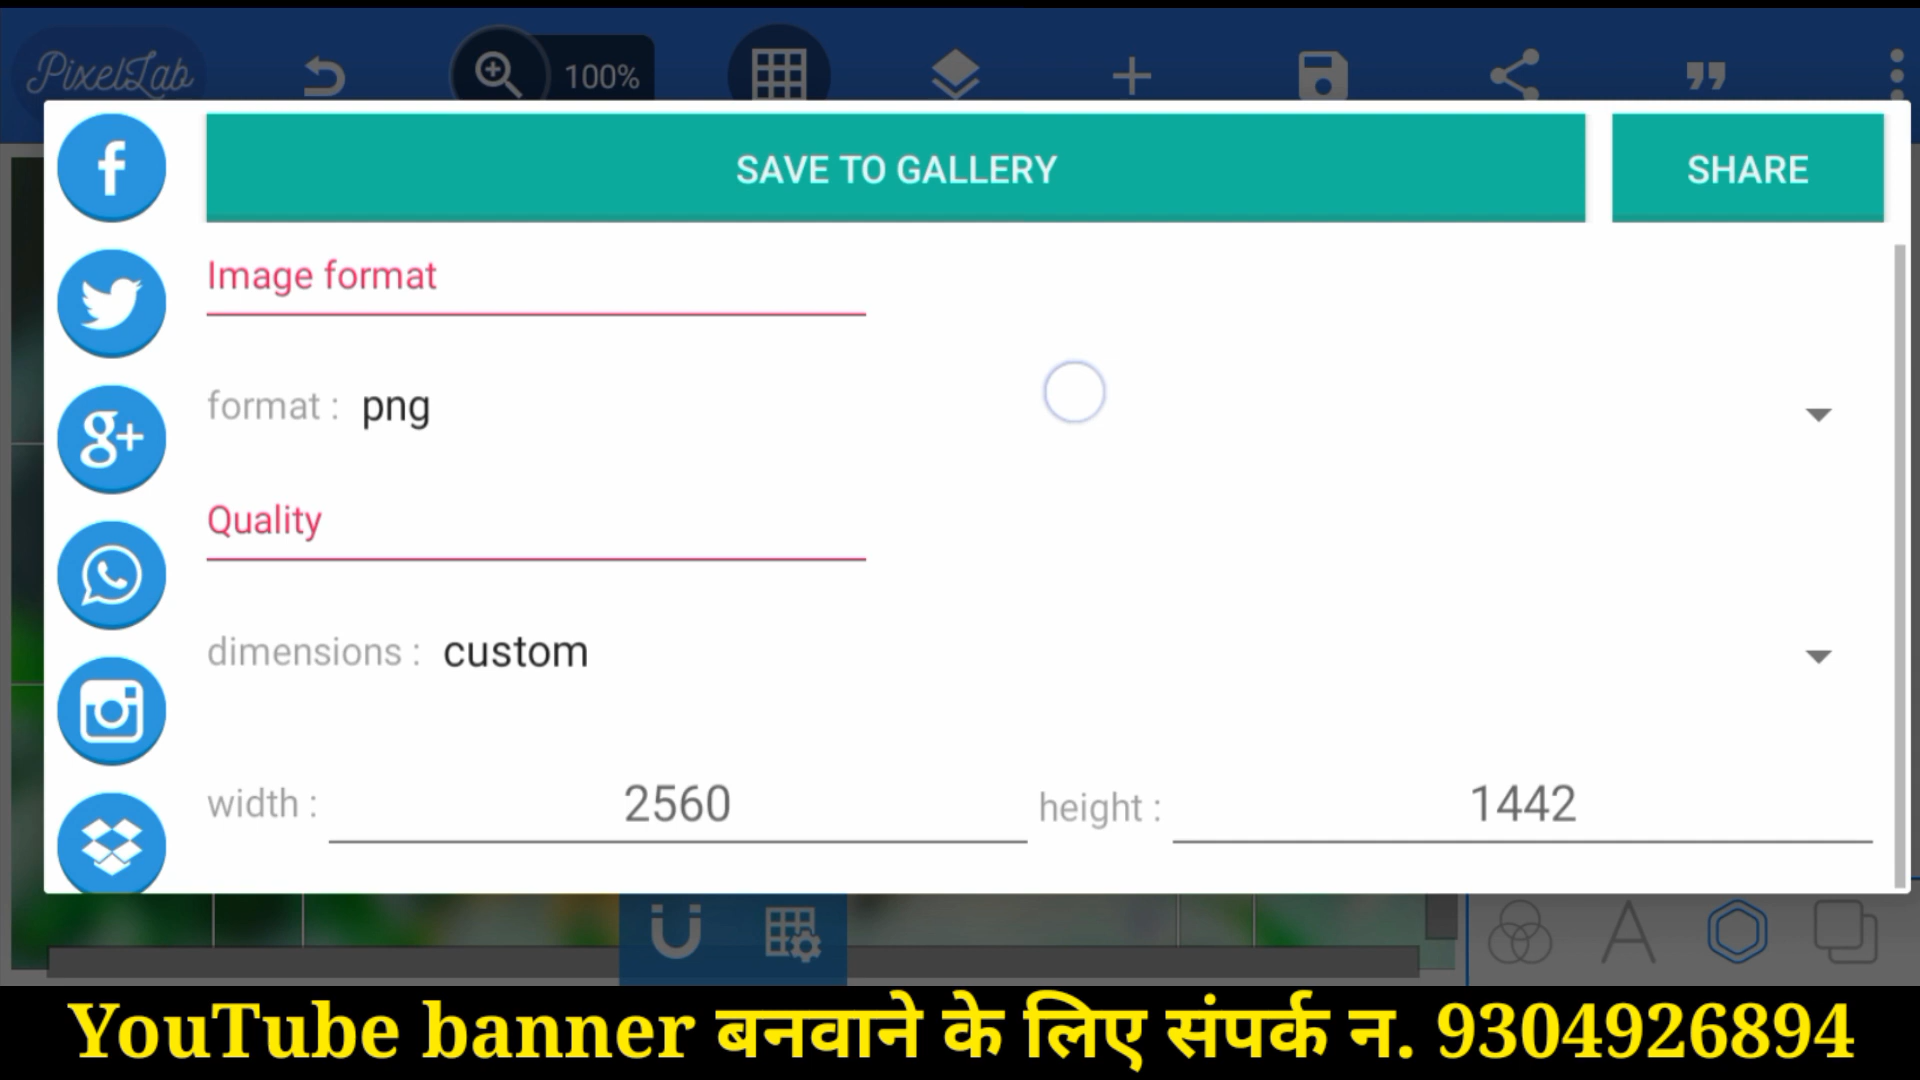 PixelLab
100%
SAVE TO GALLERY
SHARE
Image format
format : png
Quality
dimensions : custom
width : 2560 height : 1442
YouTube banner बनवाने के लिए संपर्क न. 9304926894